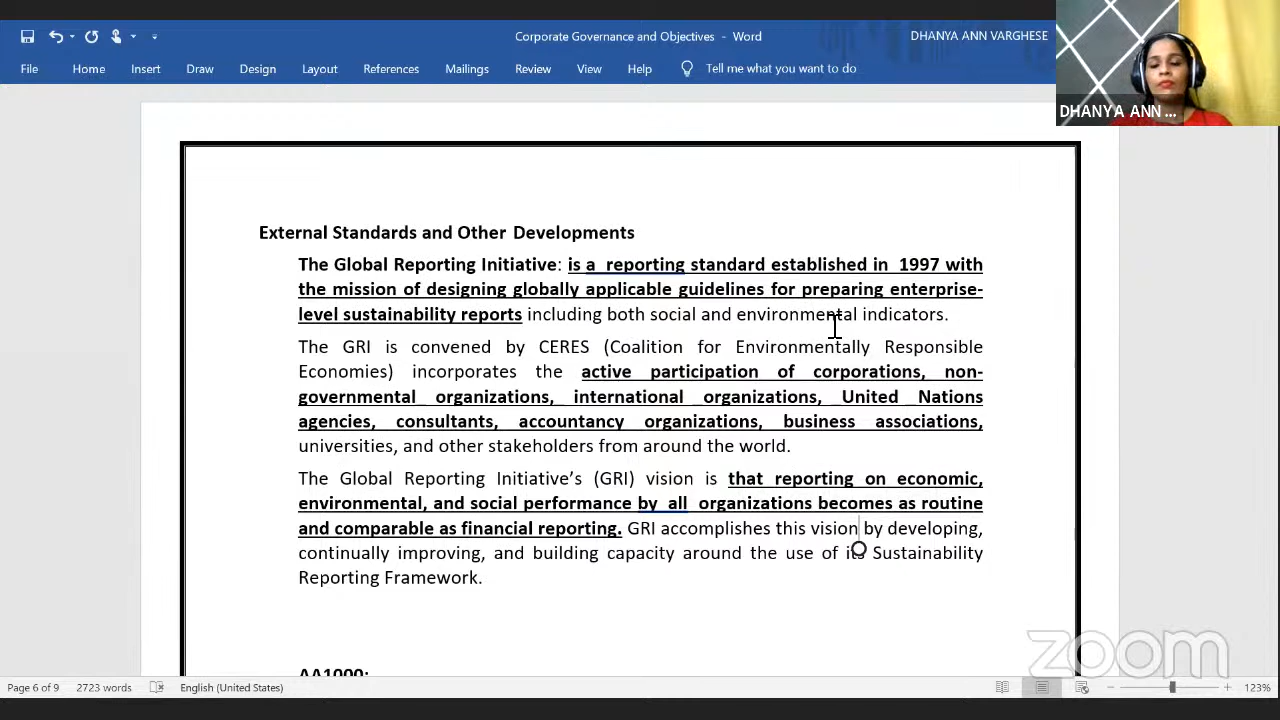 Corporate Governance and Objectives - Word
DHANYA ANN VARGHESE
File Home Insert Draw Design Layout References Mailings Review View Help Tell me what you want to do
DHANYA ANN ...
External Standards and Other Developments
The Global Reporting Initiative: is a reporting standard established in 1997 with
the mission of designing globally applicable guidelines for preparing enterprise-
level sustainability reports including both social and environmental indicators.
The GRI is convened by CERES (Coalition for Environmentally Responsible
Economies) incorporates the active participation of corporations, non-
governmental organizations, international organizations, United Nations
agencies, consultants, accountancy organizations, business associations,
universities, and other stakeholders from around the world.
The Global Reporting Initiative's (GRI) vision is that reporting on economic,
environmental, and social performance by all organizations becomes as routine
and comparable as financial reporting. GRI accomplishes this vision by developing,
continually improving, and building capacity around the use of its Sustainability
Reporting Framework.
AA1000:
zoom
Page 6 of 9 2723 words English (United States) 123%